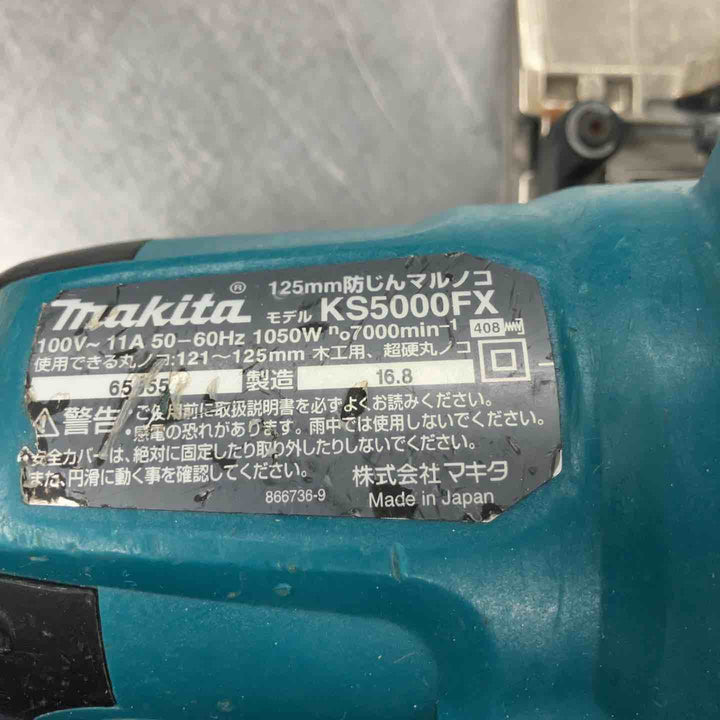 makita® 125mm防じんマルノコ
モデル KS5000FX
100V~ 11A 50-60Hz 1050W n₀7000min⁻¹ 408
使用できる丸ノコ:121〜125mm 木工用、超硬丸ノコ
製造 16.8
⚠警告・ご使用前に取扱説明書を必ずよくお読みください。
・感電の恐れがあります。雨中では使用しないでください。
・安全カバーは、絶対に固定したり取り外したりしないでください。
また、円滑に動く事を確認してください。
株式会社 マキタ
866736-9 Made in Japan